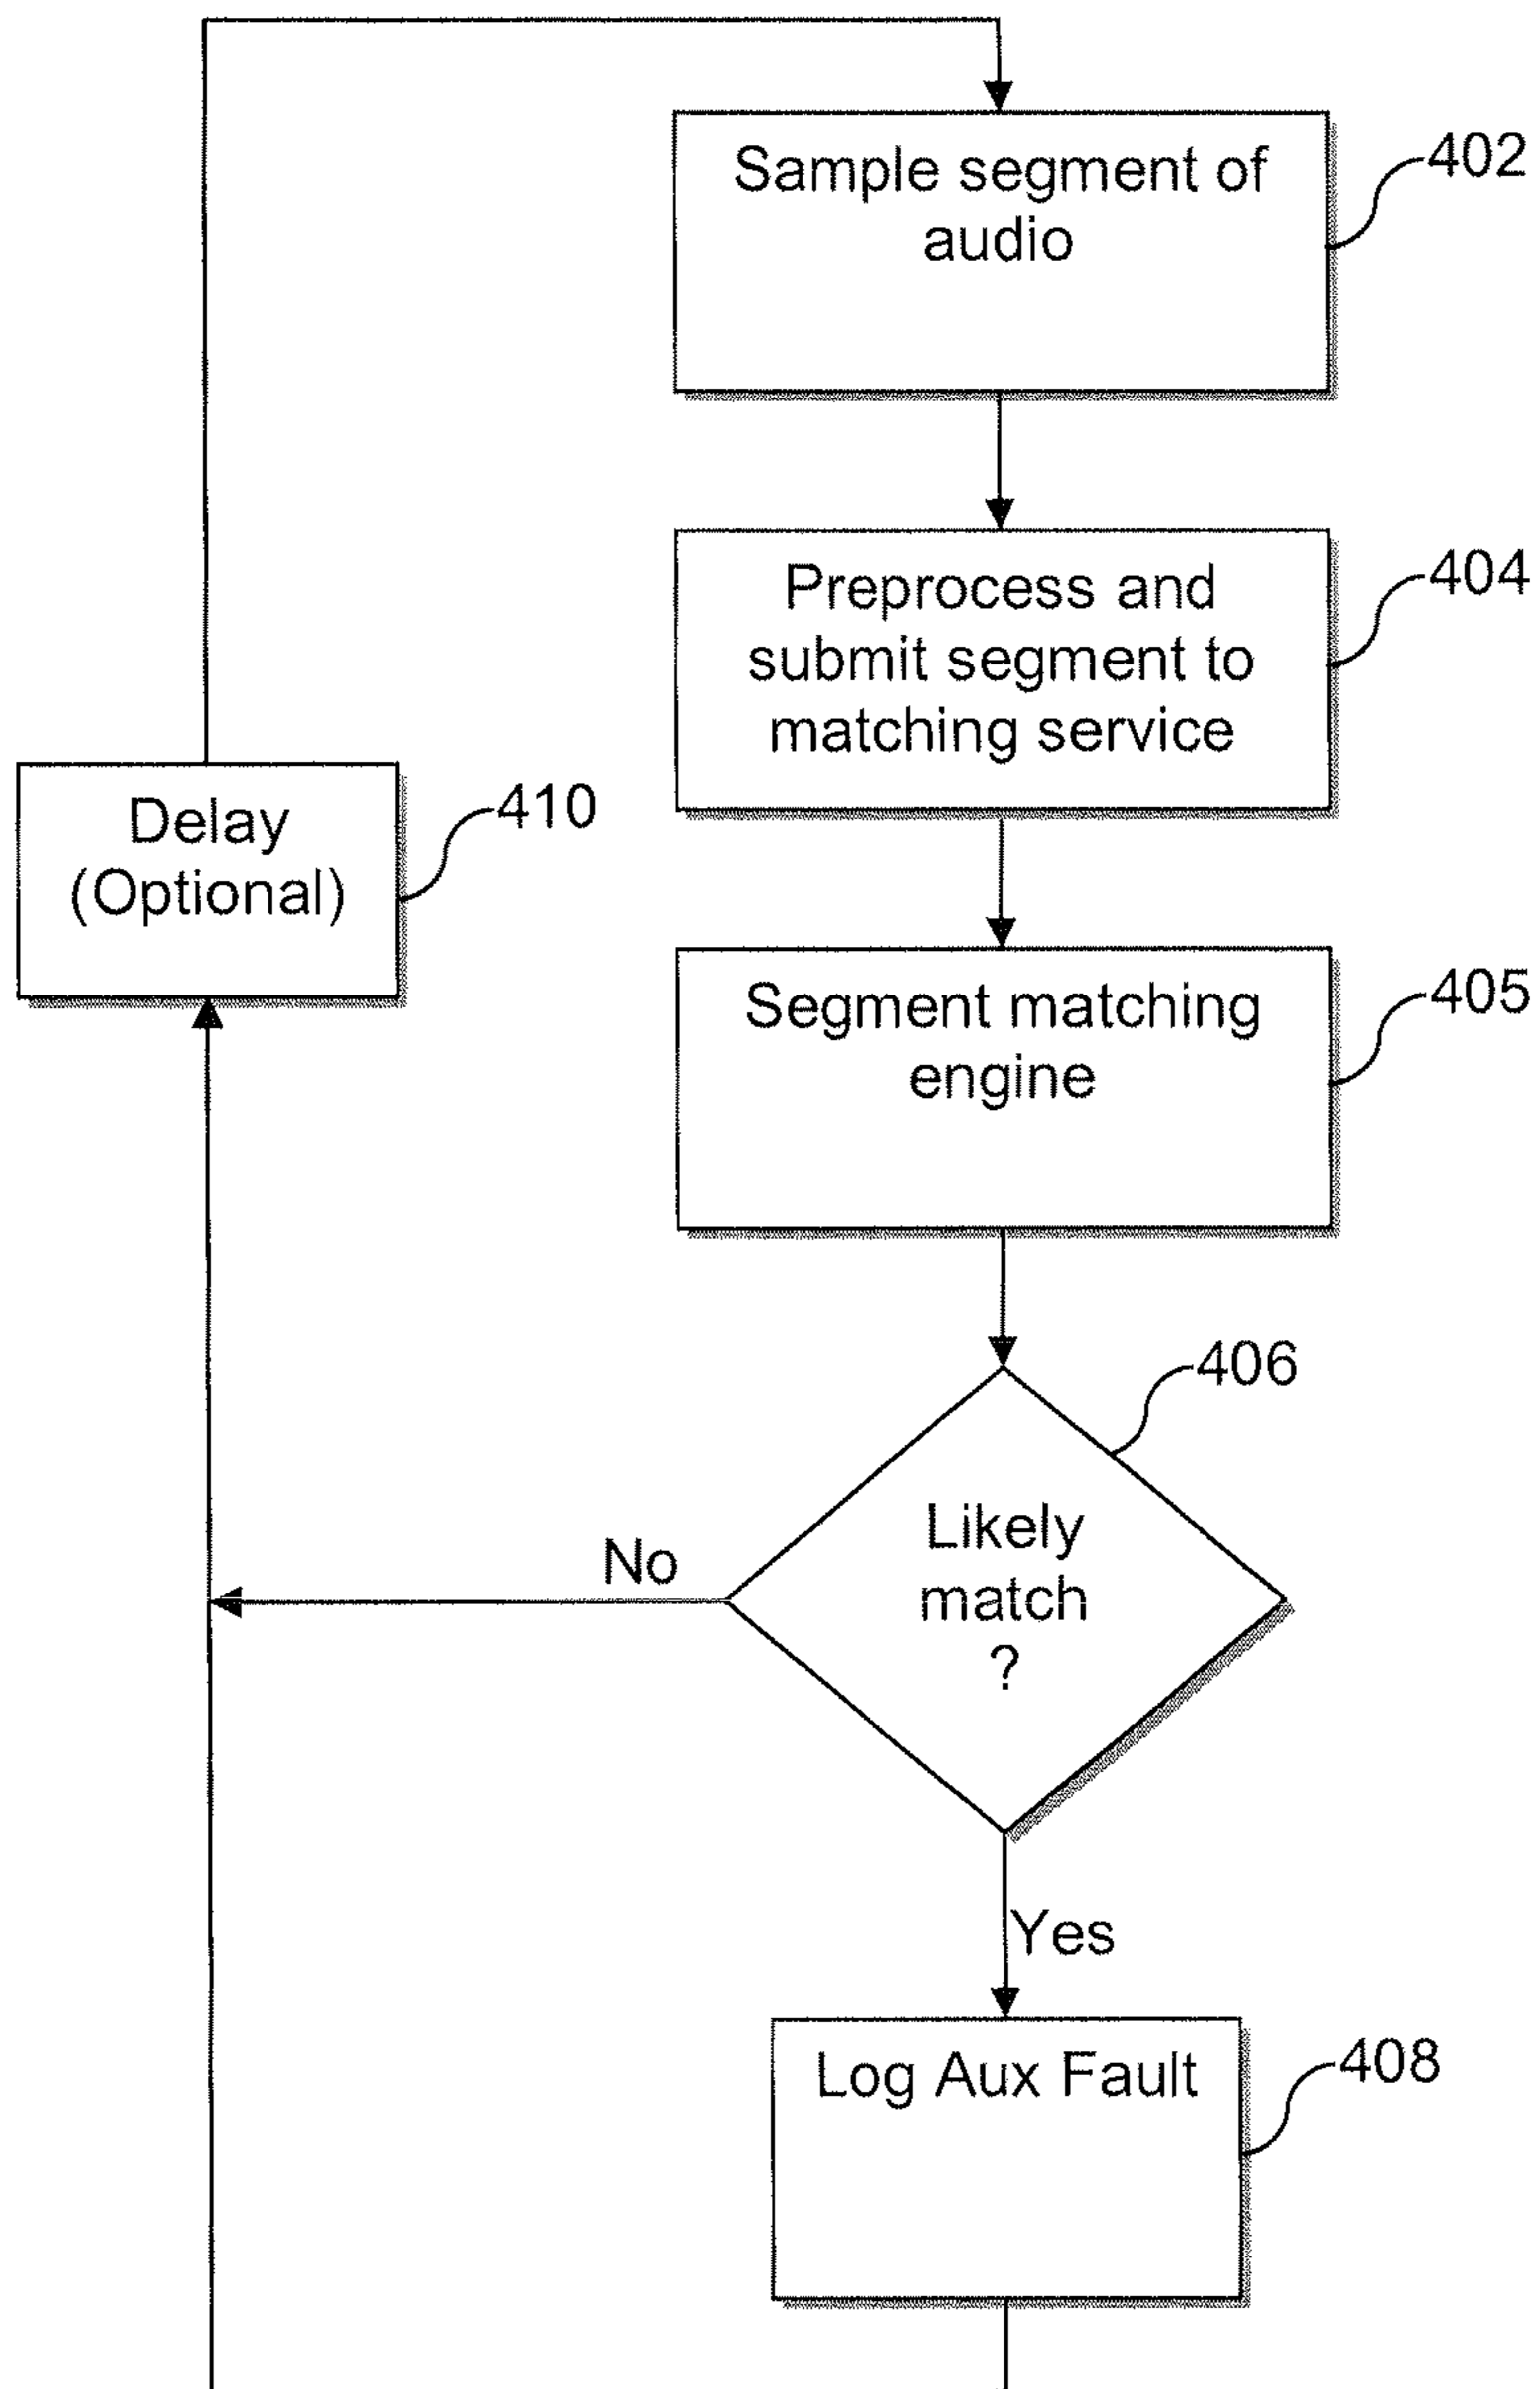 Sample segment of
audio
402
Preprocess and
submit segment to
matching service
404
Delay
(Optional)
410
Segment matching
engine
405
406
Likely
match
?
No
Yes
Log Aux Fault
408